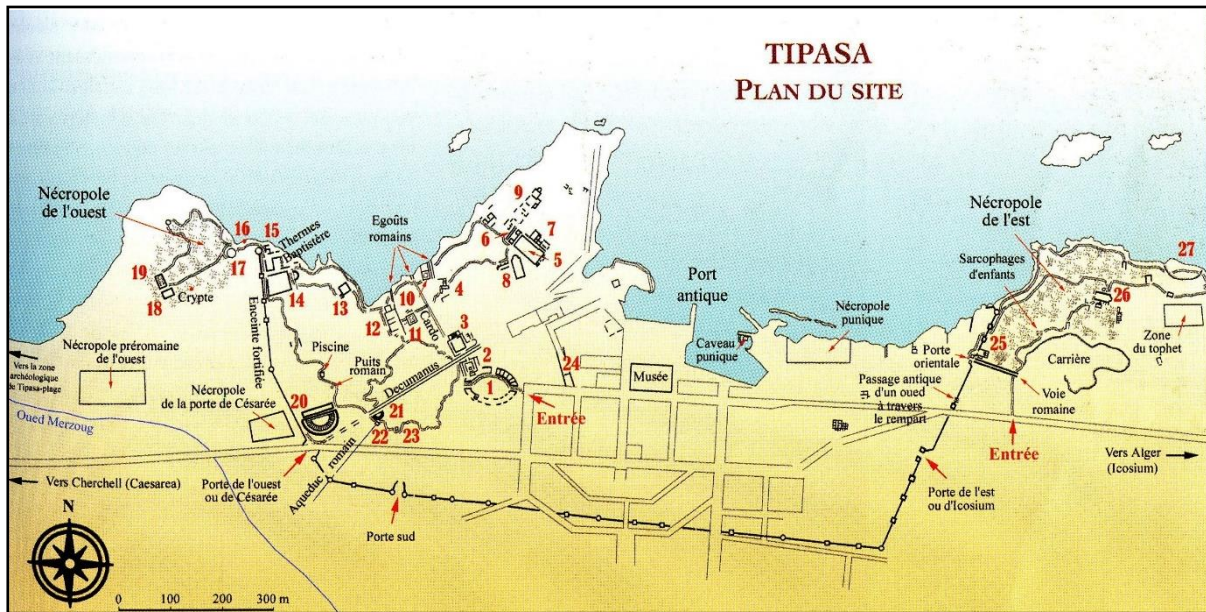 TIPASA
PLAN DU SITE
Nécropole
de l'ouest
16
15
Thermes
Baptistère
17
19
18
Crypte
14
13
Enceinte fortifiée
Egoûts
romains
9
6
7
5
8
4
10
Cardo
12
11
3
2
1
Decumanus
Entrée
Piscine
Puits
romain
Nécropole préromaine
de l'ouest
Vers la zone
archéologique
de Tipasa-plage
Oued Merzoug
Nécropole
de la porte de Césarée
20
21
22
23
Aqueduc romain
Porte de l'ouest
ou de Césarée
Vers Cherchell (Caesarea)
Porte sud
24
Musée
Port
antique
Caveau
punique
Nécropole
punique
Nécropole
de l'est
Sarcophages
d'enfants
27
26
25
Zone
du tophet
Porte
orientale
Carrière
Passage antique
d'un oued
à travers
le rempart
Voie
romaine
Entrée
Vers Alger
(Icosium)
Porte de l'est
ou d'Icosium
N
0 100 200 300 m